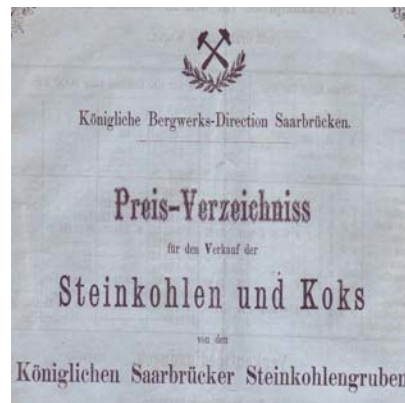 Königliche Bergwerks-Direction Saarbrücken.
Preis-Verzeichniss
für den Verkauf der
Steinkohlen und Koks
von den
Königlichen Saarbrücker Steinkohlengruben